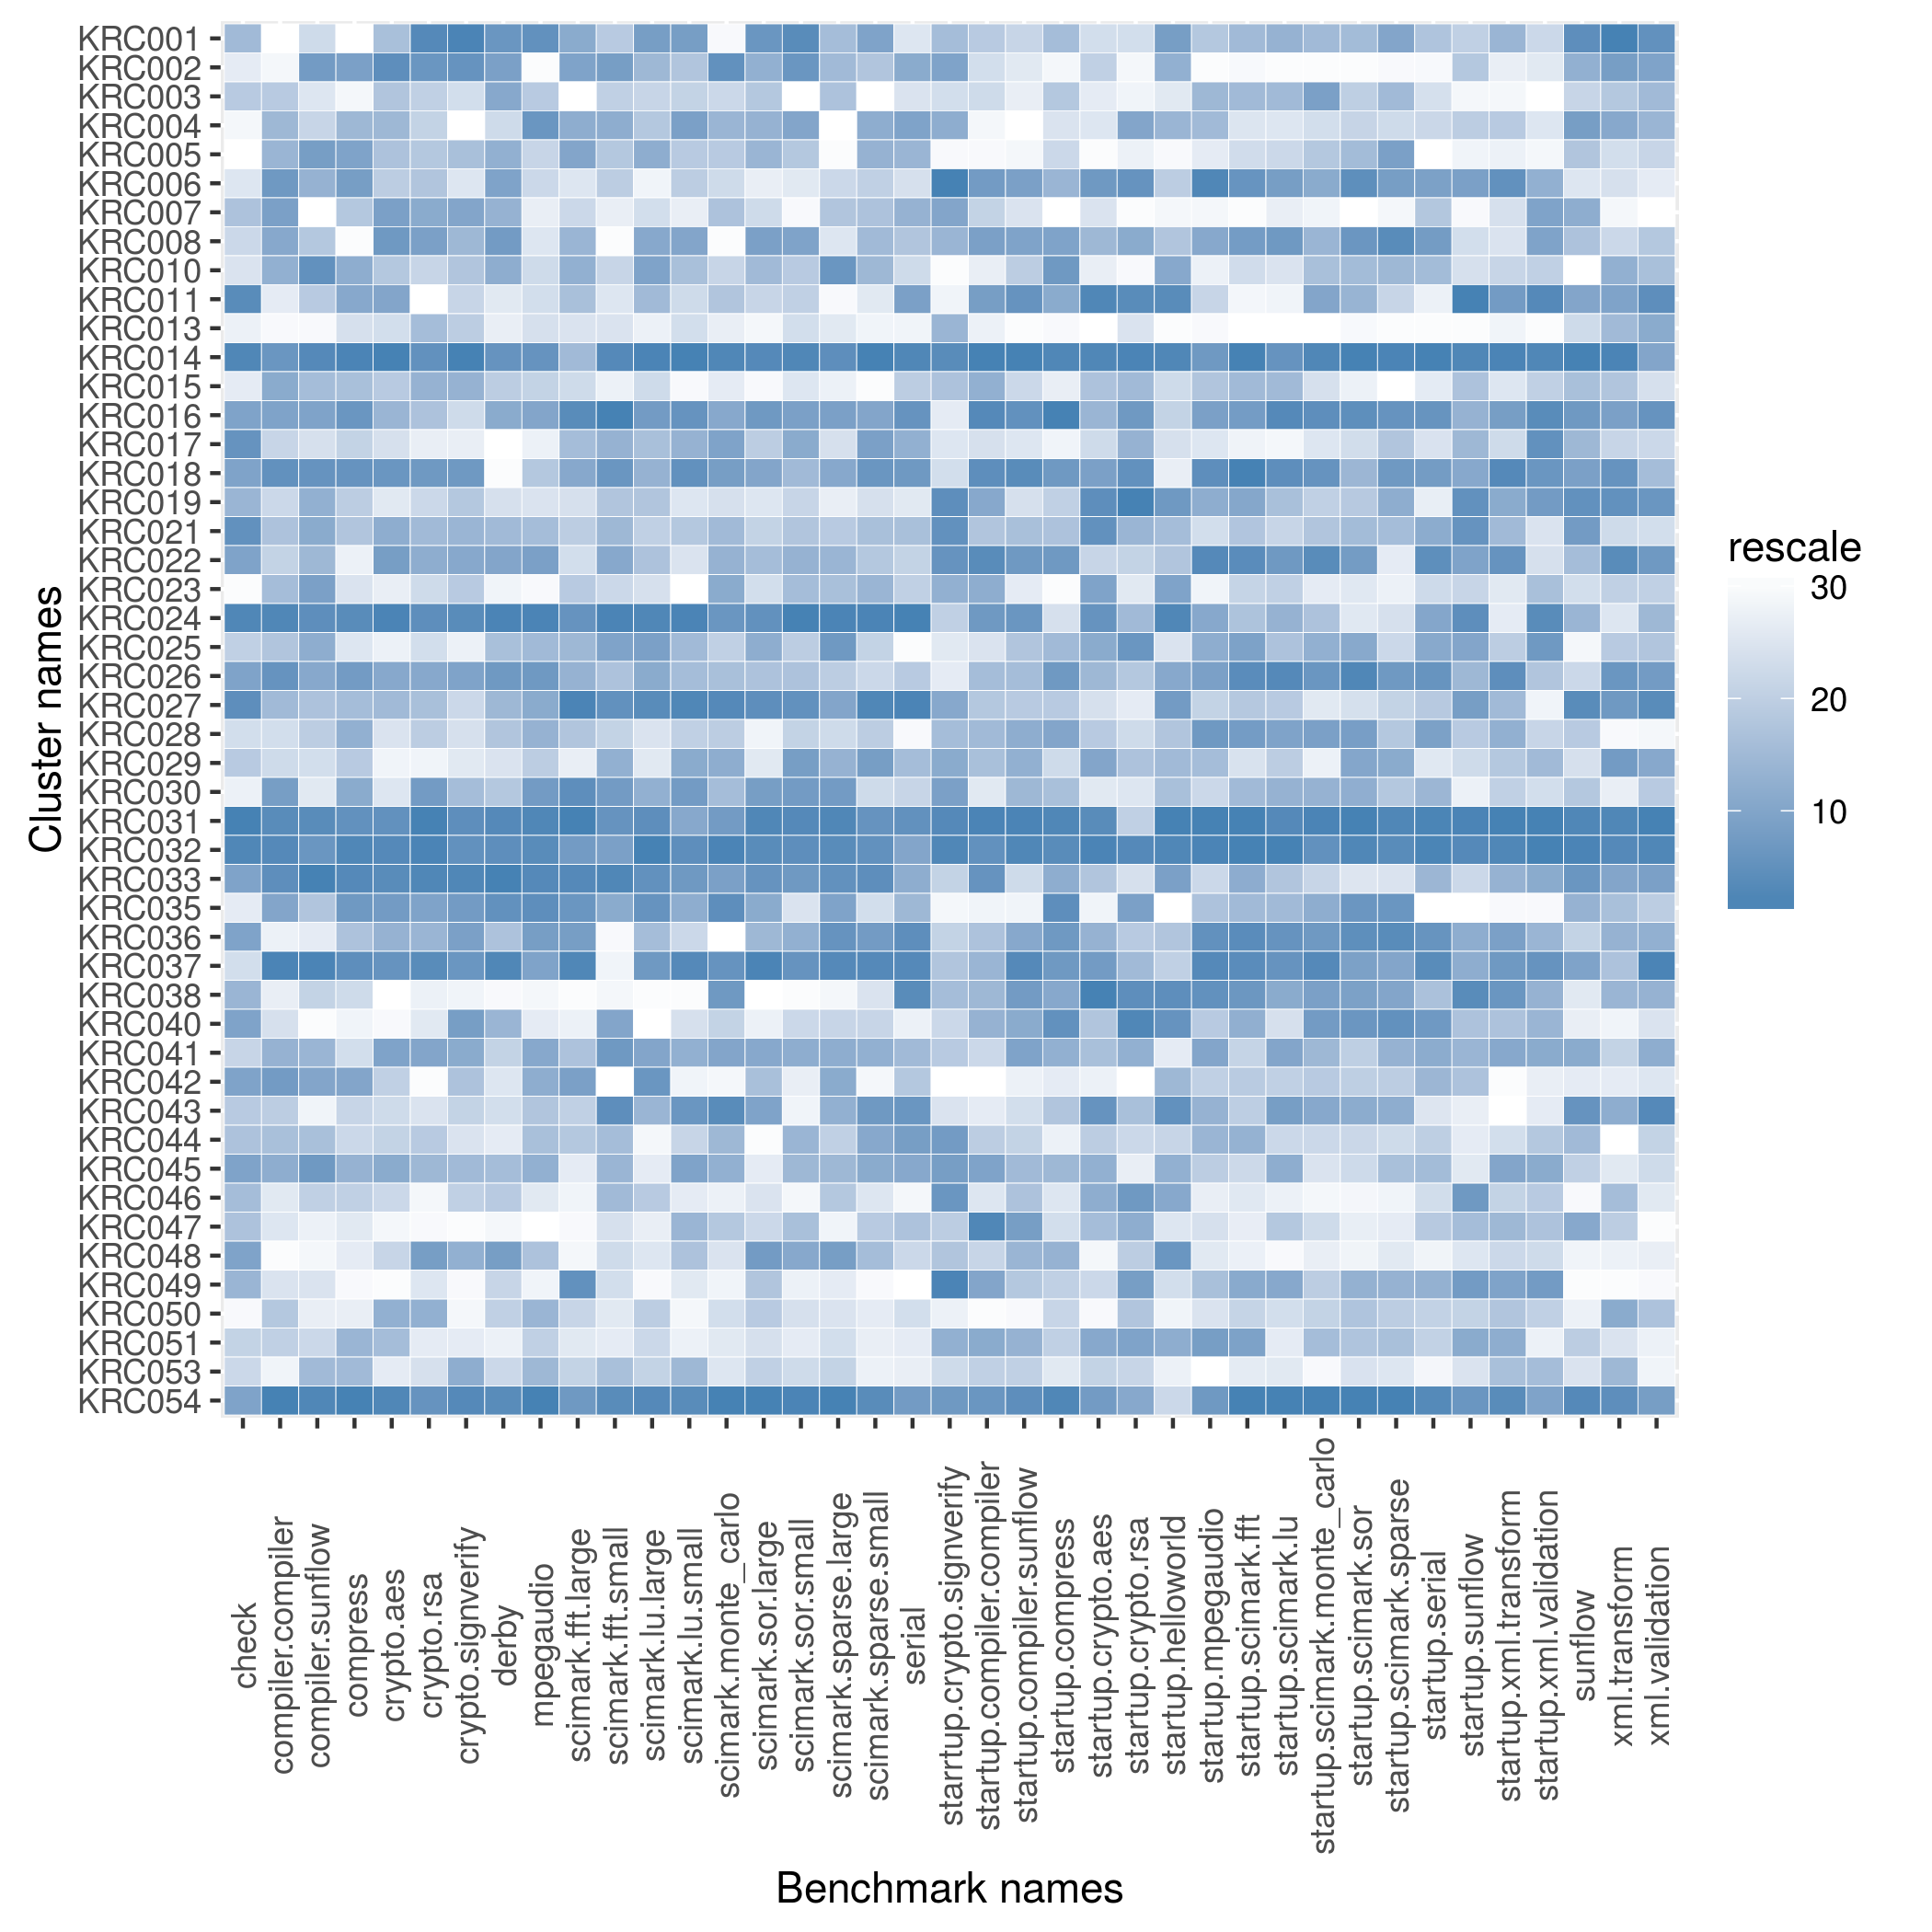 KRC001
KRC002
KRC003
KRC004
KRC005
KRC006
KRC007
KRC008
KRC010
KRC011
KRC013
KRC014
KRC015
KRC016
KRC017
KRC018
KRC019
KRC021
KRC022
KRC023
KRC024
KRC025
KRC026
KRC027
KRC028
KRC029
KRC030
KRC031
KRC032
KRC033
KRC035
KRC036
KRC037
KRC038
KRC040
KRC041
KRC042
KRC043
KRC044
KRC045
KRC046
KRC047
KRC048
KRC049
KRC050
KRC051
KRC053
KRC054
Cluster names
check
compiler.compiler
compiler.sunflow
compress
crypto.aes
crypto.rsa
crypto.signverify
derby
mpegaudio
scimark.fft.large
scimark.fft.small
scimark.lu.large
scimark.lu.small
scimark.monte_carlo
scimark.sor.large
scimark.sor.small
scimark.sparse.large
scimark.sparse.small
serial
starrtup.crypto.signverify
startup.compiler.compiler
startup.compiler.sunflow
startup.compress
startup.crypto.aes
startup.crypto.rsa
startup.helloworld
startup.mpegaudio
startup.scimark.fft
startup.scimark.lu
startup.scimark.monte_carlo
startup.scimark.sor
startup.scimark.sparse
startup.serial
startup.sunflow
startup.xml.transform
startup.xml.validation
sunflow
xml.transform
xml.validation
Benchmark names
rescale
30
20
10